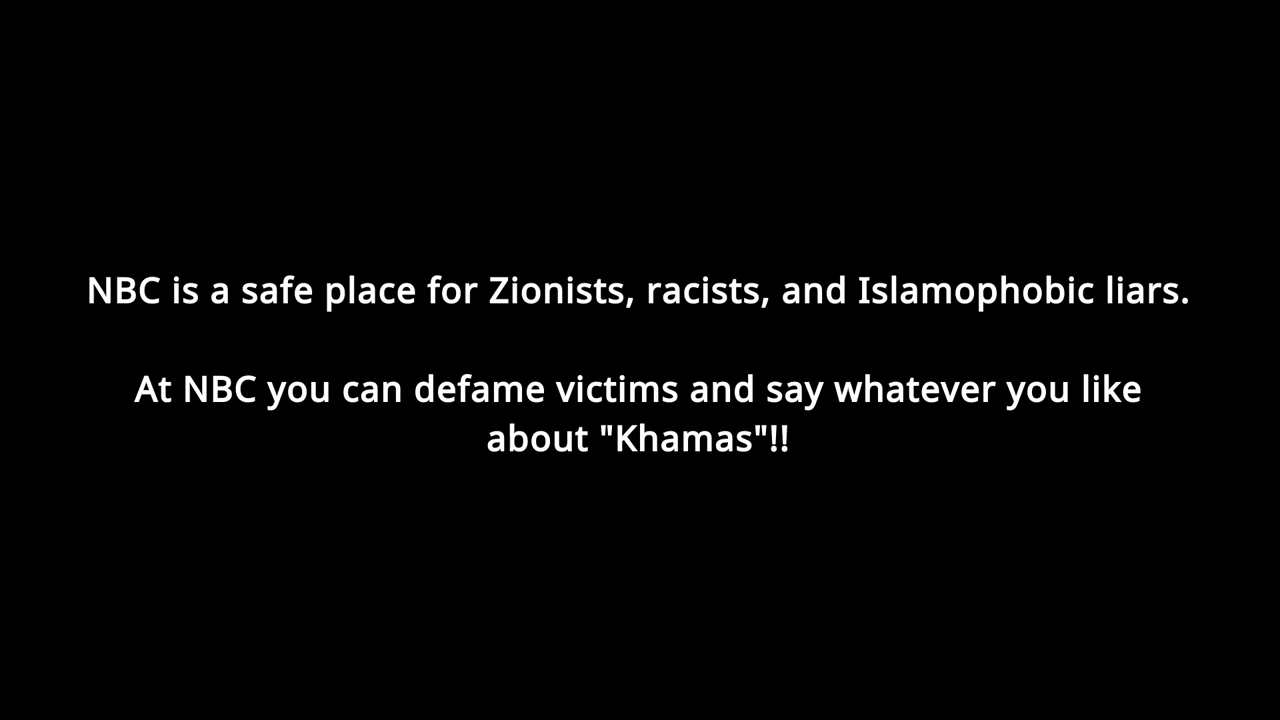 NBC is a safe place for Zionists, racists, and Islamophobic liars.
At NBC you can defame victims and say whatever you like
about "Khamas"!!